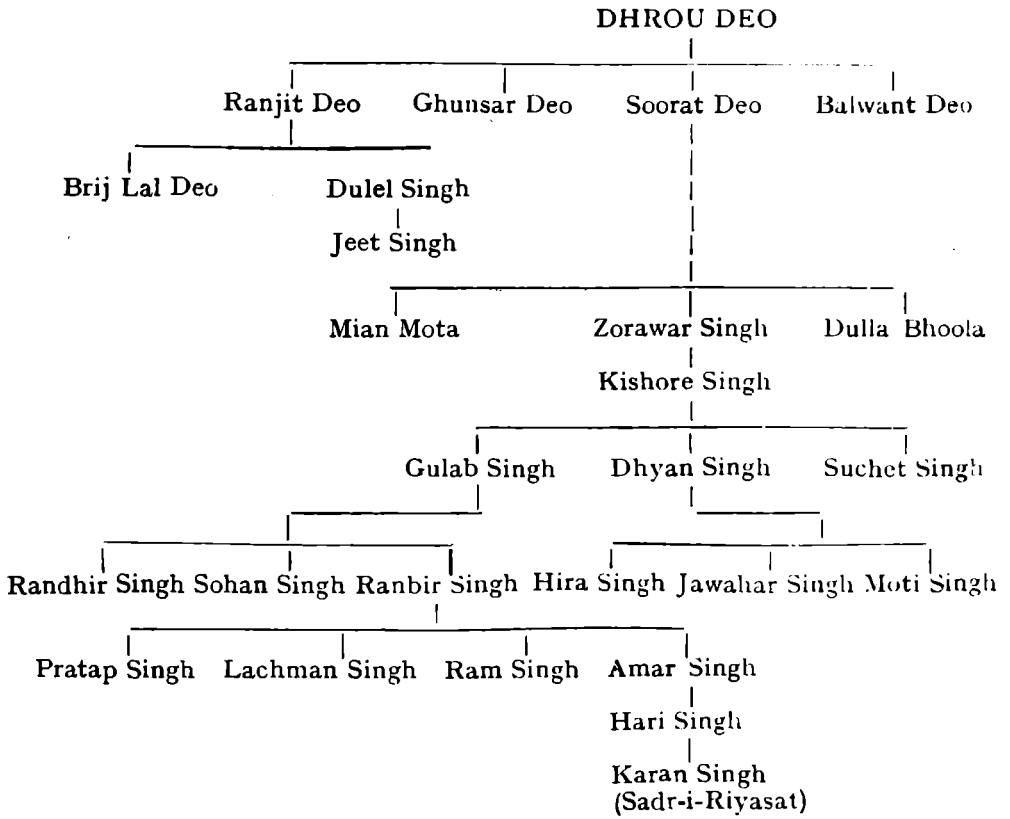 DHROU DEO
Ranjit Deo Ghunsar Deo Soorat Deo Balwant Deo
Brij Lal Deo Dulel Singh
Jeet Singh
Mian Mota Zorawar Singh Dulla Bhoola
Kishore Singh
Gulab Singh Dhyan Singh Suchet Singh
Randhir Singh Sohan Singh Ranbir Singh Hira Singh Jawahar Singh Moti Singh
Pratap Singh Lachman Singh Ram Singh Amar Singh
Hari Singh
Karan Singh
(Sadr-i-Riyasat)